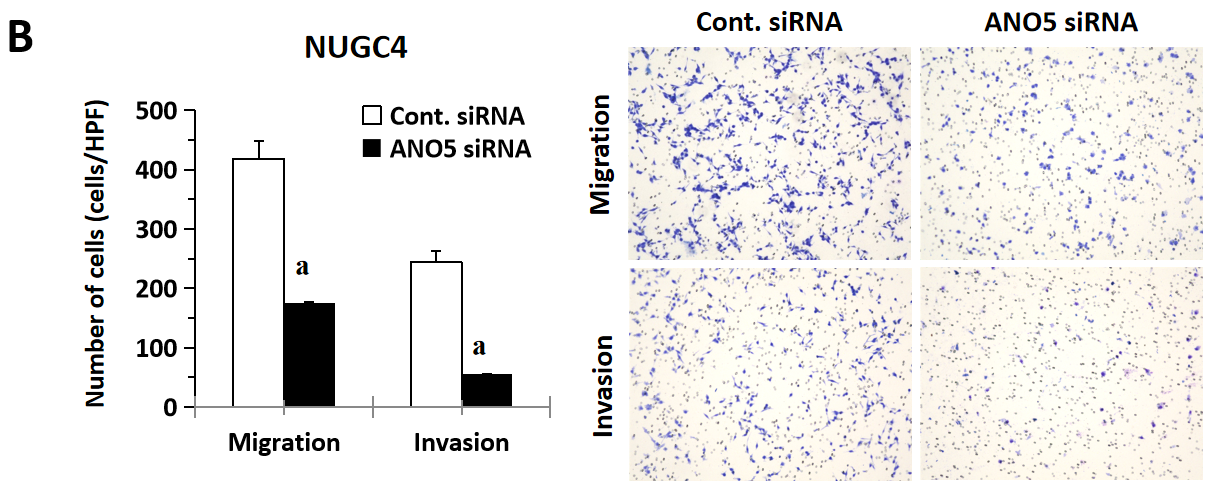 B
NUGC4
Number of cells (cells/HPF)
500
400
300
200
100
0
Cont. siRNA
ANO5 siRNA
a
a
Migration
Invasion
Cont. siRNA
ANO5 siRNA
Migration
Invasion